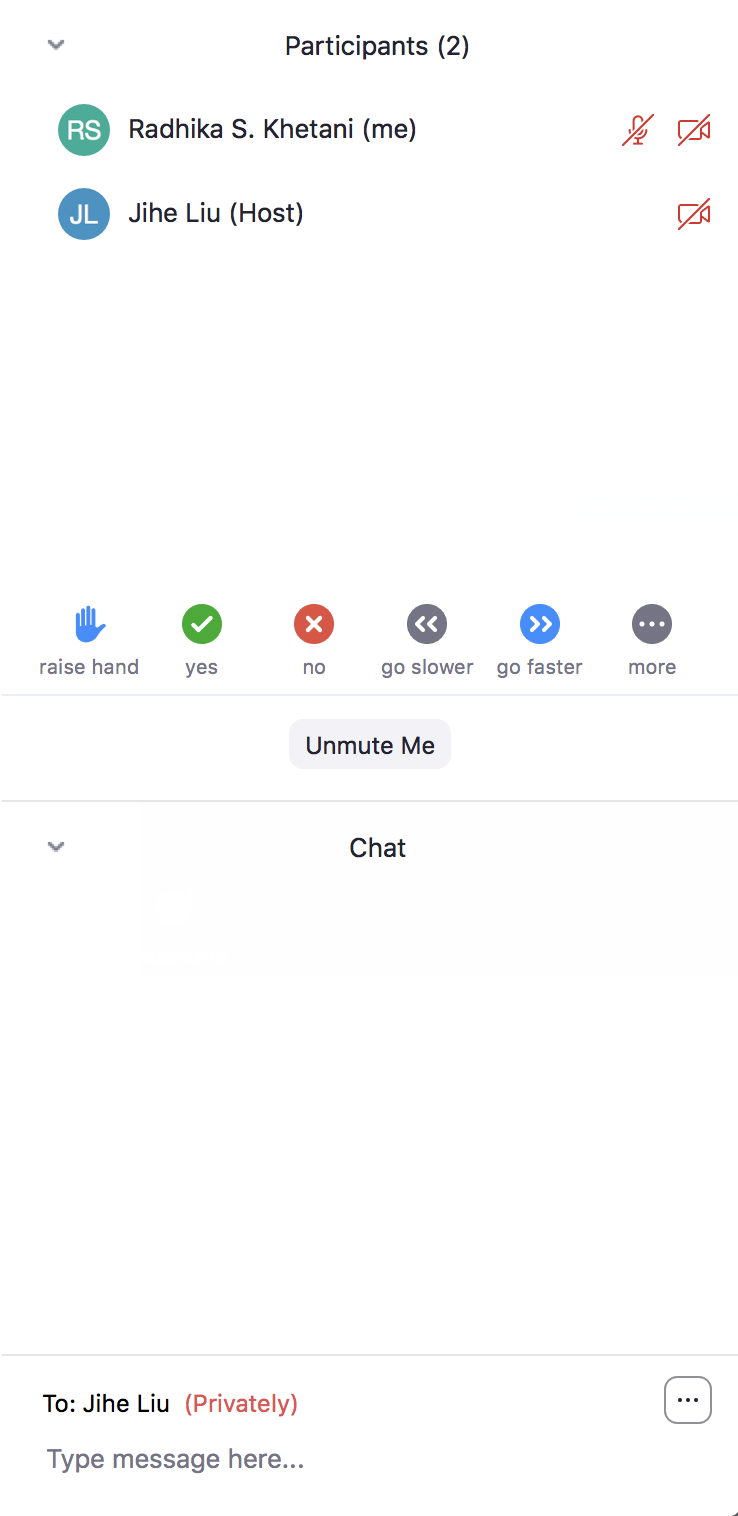 Participants (2)
RS Radhika S. Khetani (me)
JL Jihe Liu (Host)
raise hand yes no go slower go faster more
Unmute Me
Chat
To: Jihe Liu (Privately)
Type message here...